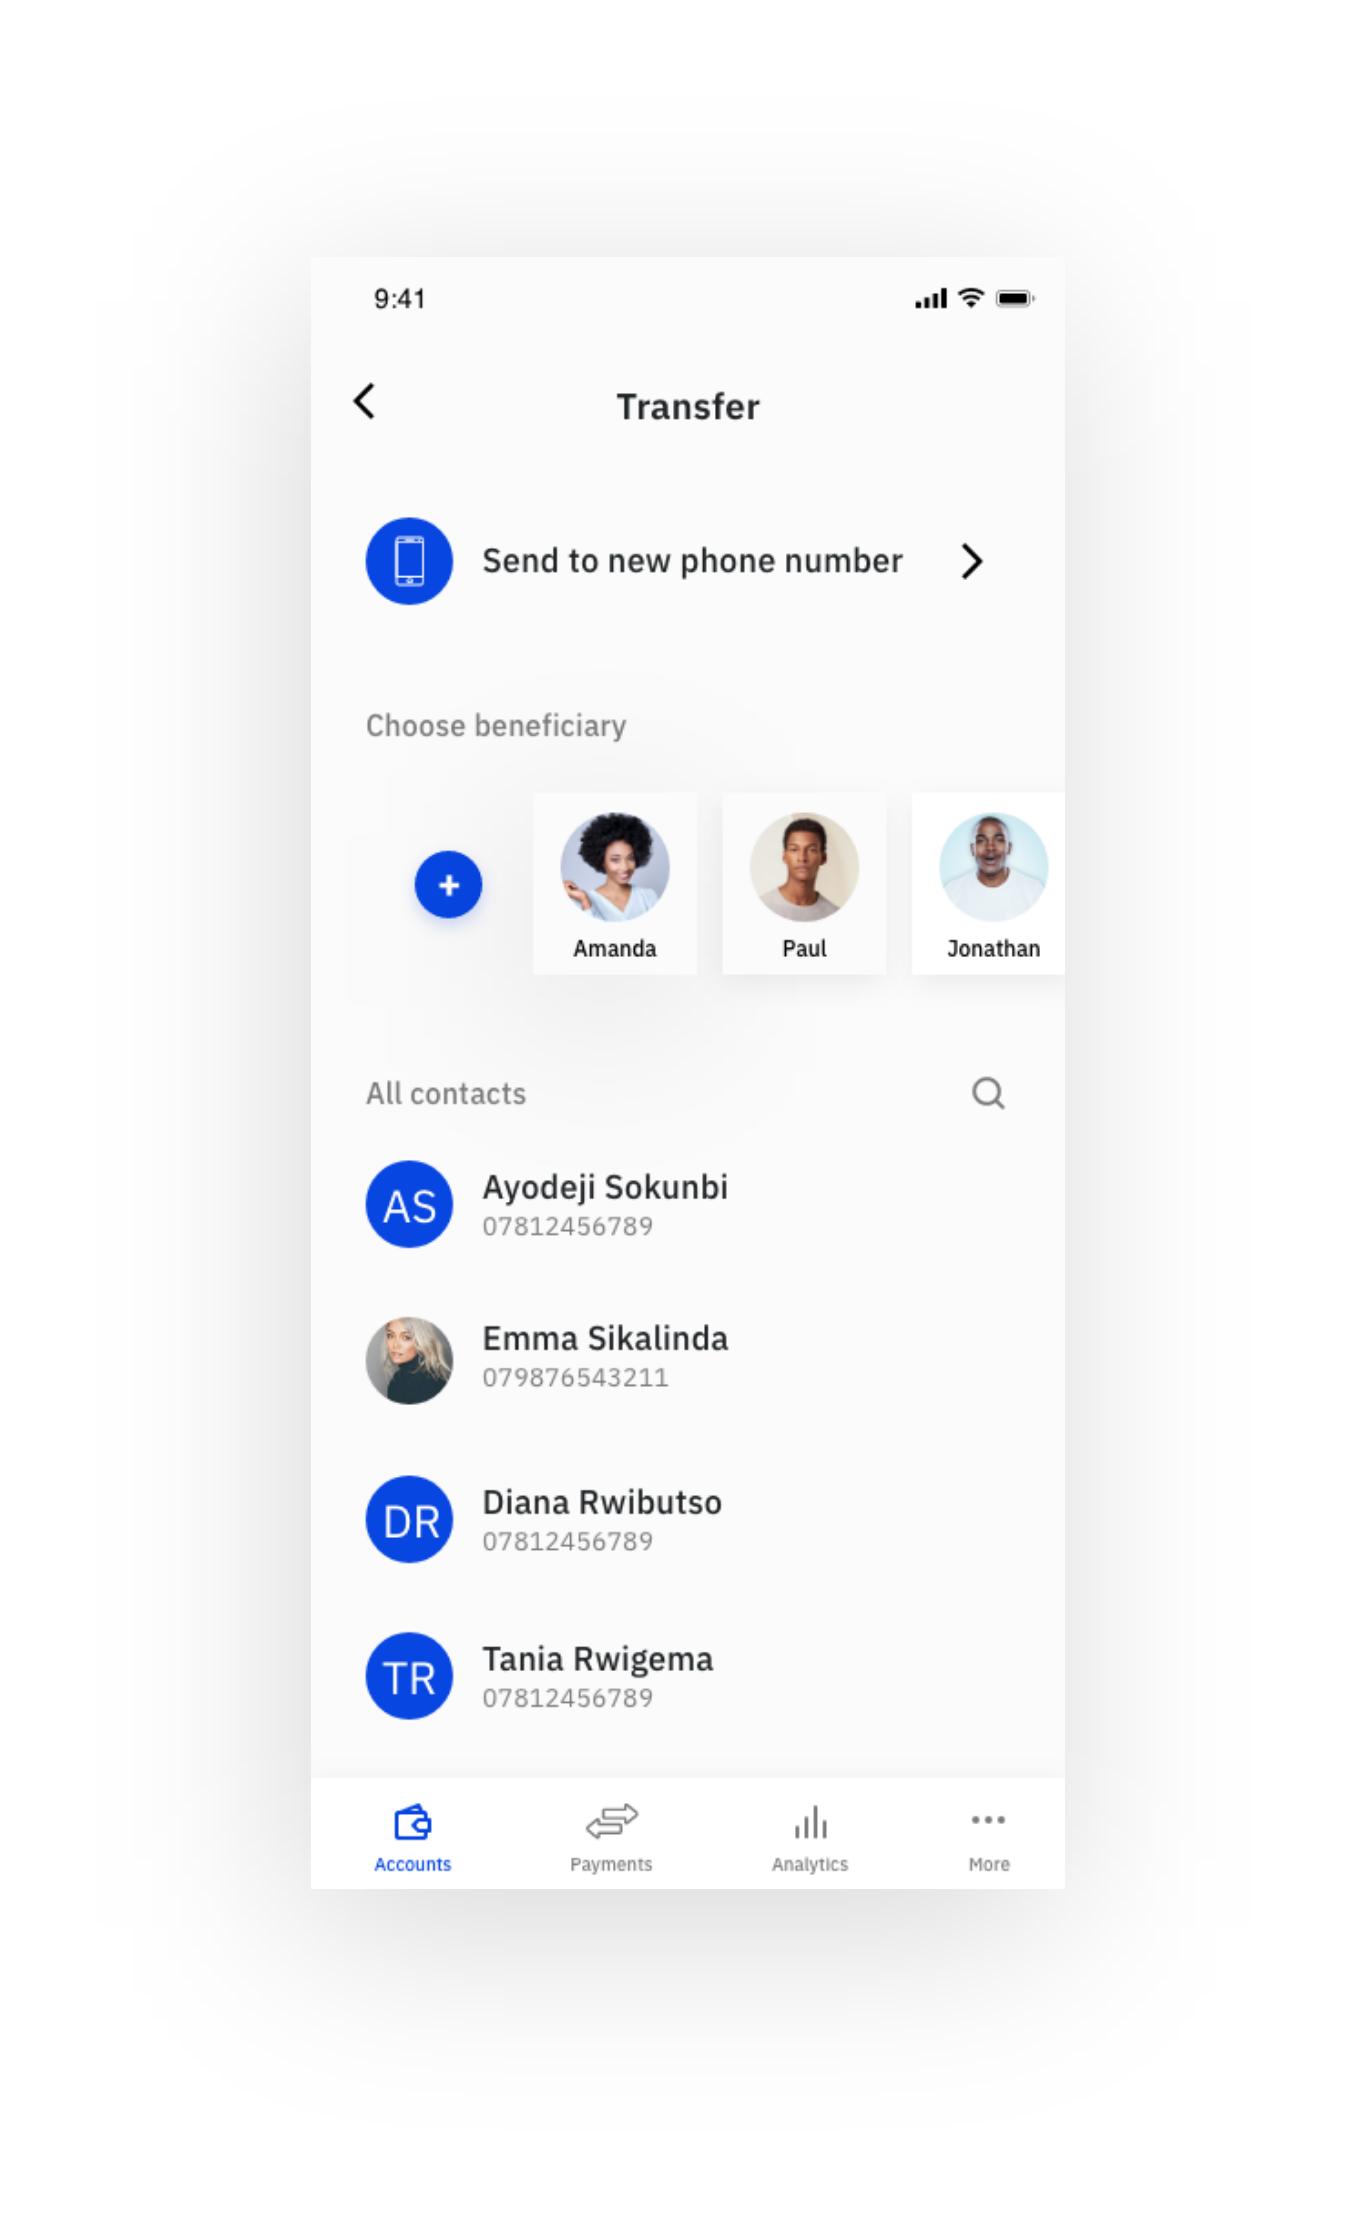 9:41
Transfer
Send to new phone number
Choose beneficiary
+
Amanda
Paul
Jonathan
All contacts
AS
Ayodeji Sokunbi
07812456789
Emma Sikalinda
079876543211
DR
Diana Rwibutso
07812456789
TR
Tania Rwigema
07812456789
Accounts
Payments
Analytics
More